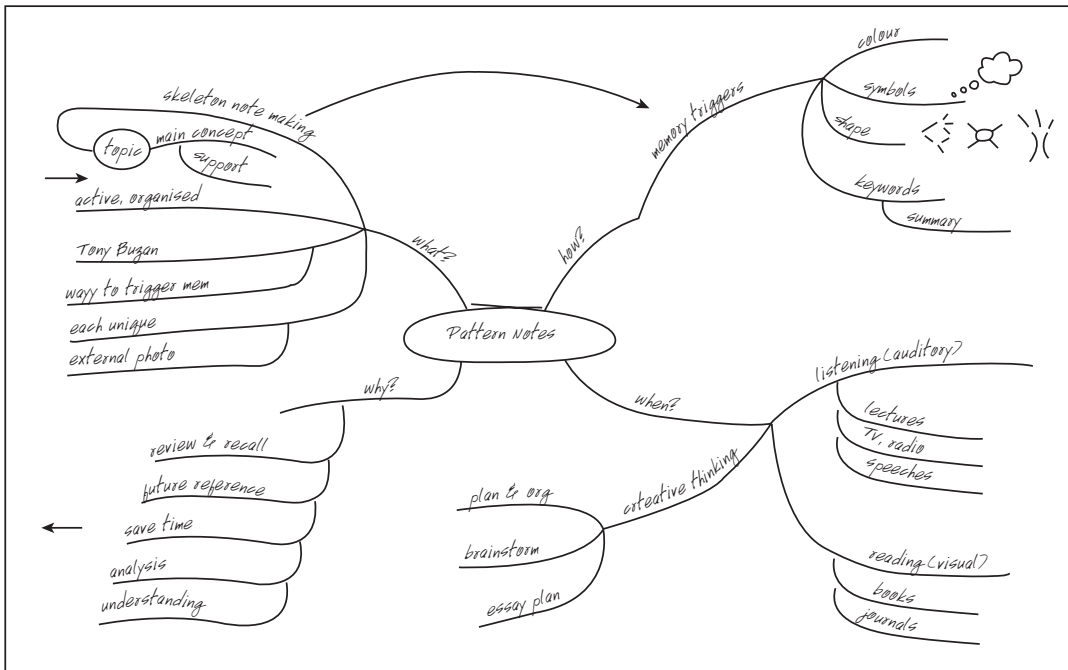 Pattern Notes
what?
skeleton note making
topic
main concept
support
active, organised
Tony Buzan
wayy to trigger mem
each unique
external photo
how?
memory triggers
colour
symbols
shape
keywords
summary
why?
review & recall
future reference
save time
analysis
understanding
when?
listening (auditory)
lectures
TV, radio
speeches
crteative thinking
plan & org
brainstorm
essay plan
reading (visual)
books
journals